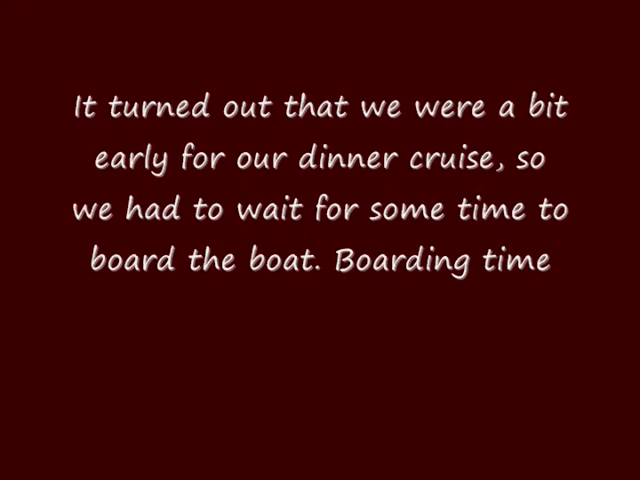 It turned out that we were a bit
early for our dinner cruise, so
we had to wait for some time to
board the boat. Boarding time